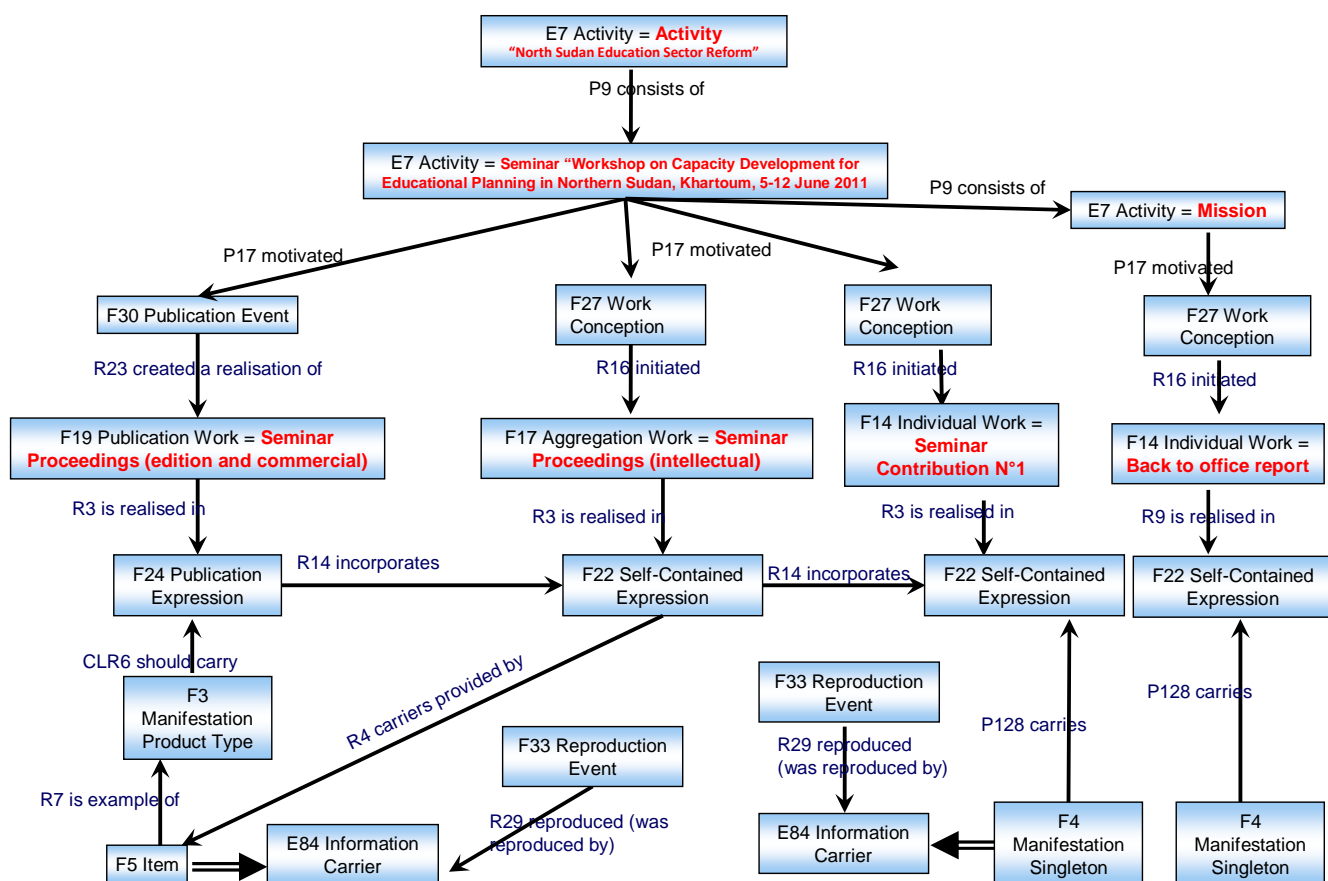 E7 Activity = Activity
“North Sudan Education Sector Reform”
P9 consists of
E7 Activity = Seminar “Workshop on Capacity Development for
Educational Planning in Northern Sudan, Khartoum, 5-12 June 2011
P9 consists of
E7 Activity = Mission
P17 motivated
P17 motivated
P17 motivated
F30 Publication Event
F27 Work
Conception
F27 Work
Conception
F27 Work
Conception
R23 created a realisation of
R16 initiated
R16 initiated
R16 initiated
F19 Publication Work = Seminar
Proceedings (edition and commercial)
F17 Aggregation Work = Seminar
Proceedings (intellectual)
F14 Individual Work =
Seminar
Contribution N°1
F14 Individual Work =
Back to office report
R3 is realised in
R3 is realised in
R3 is realised in
R9 is realised in
F24 Publication
Expression
R14 incorporates
F22 Self-Contained
Expression
R14 incorporates
F22 Self-Contained
Expression
F22 Self-Contained
Expression
CLR6 should carry
R4 carriers provided by
F3
Manifestation
Product Type
F33 Reproduction
Event
F33 Reproduction
Event
P128 carries
P128 carries
R29 reproduced
(was reproduced by)
R7 is example of
R29 reproduced (was
reproduced by)
F5 Item
E84 Information
Carrier
E84 Information
Carrier
F4
Manifestation
Singleton
F4
Manifestation
Singleton